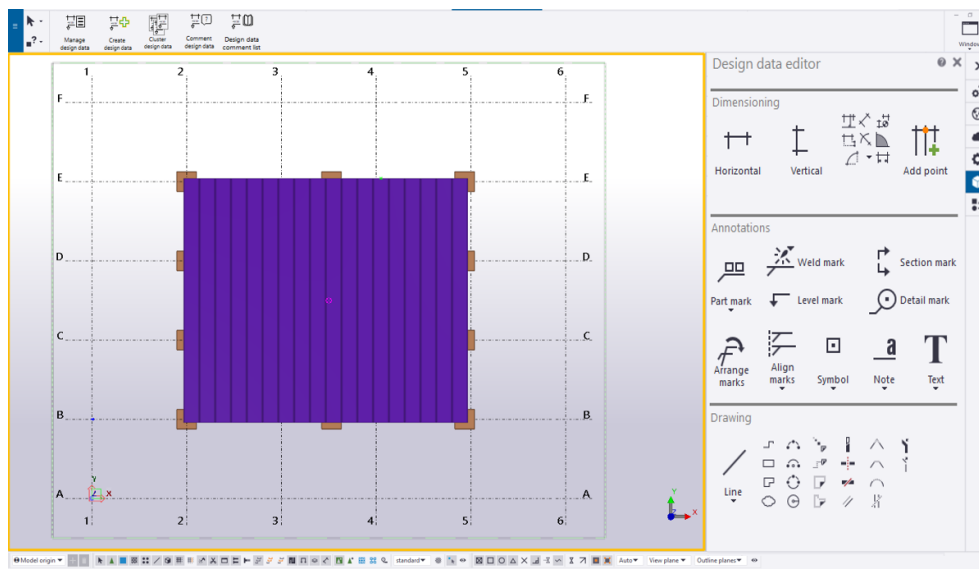 Manage
design data
Create
design data
Cluster
design data
Comment
design data
Design data
comment list
Window
Design data editor
Dimensioning
Horizontal
Vertical
Add point
Annotations
Part mark
Weld mark
Section mark
Level mark
Detail mark
Arrange
marks
Align
marks
Symbol
Note
Text
Drawing
Line
1 2 3 4 5 6
F F
E E
D D
C C
B B
A A
Y
Z X
1 2 3 4 5 6
Y
Z X
Model origin
standard
Auto
View plane
Outline planes